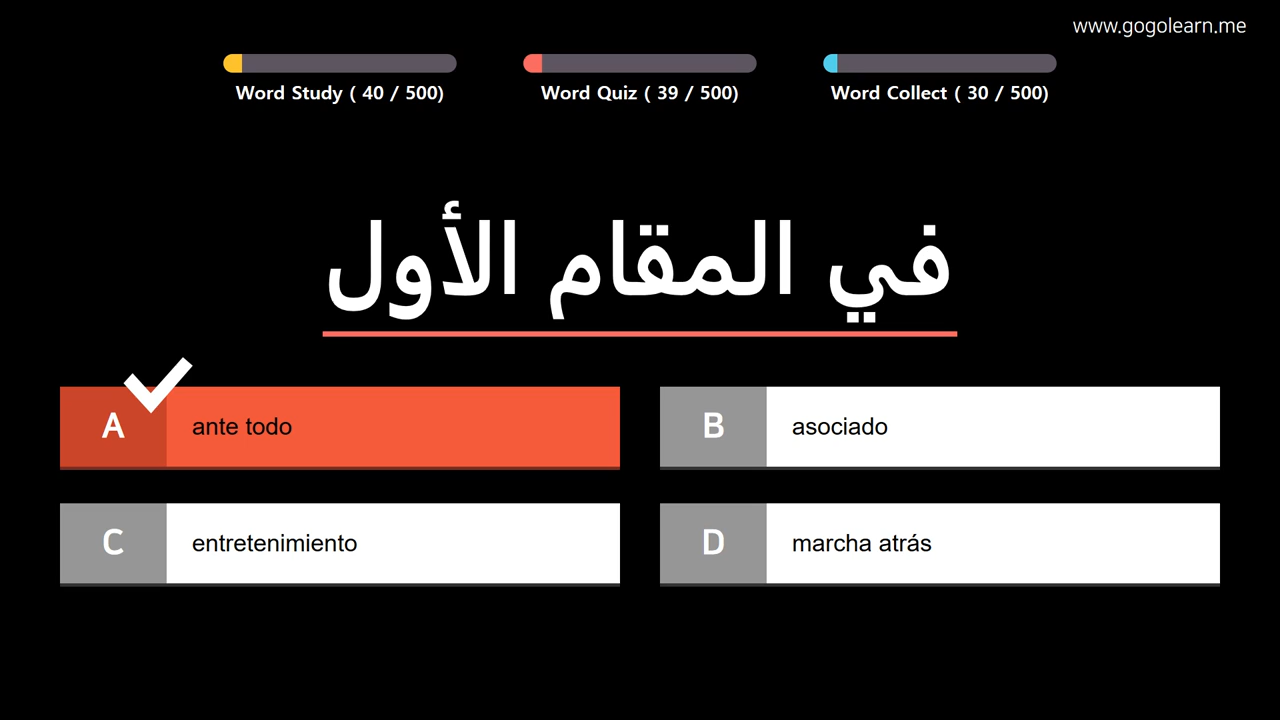 www.gogolearn.me
Word Study ( 40 / 500)
Word Quiz ( 39 / 500)
Word Collect ( 30 / 500)
في المقام الأول
A ante todo
B asociado
C entretenimiento
D marcha atrás